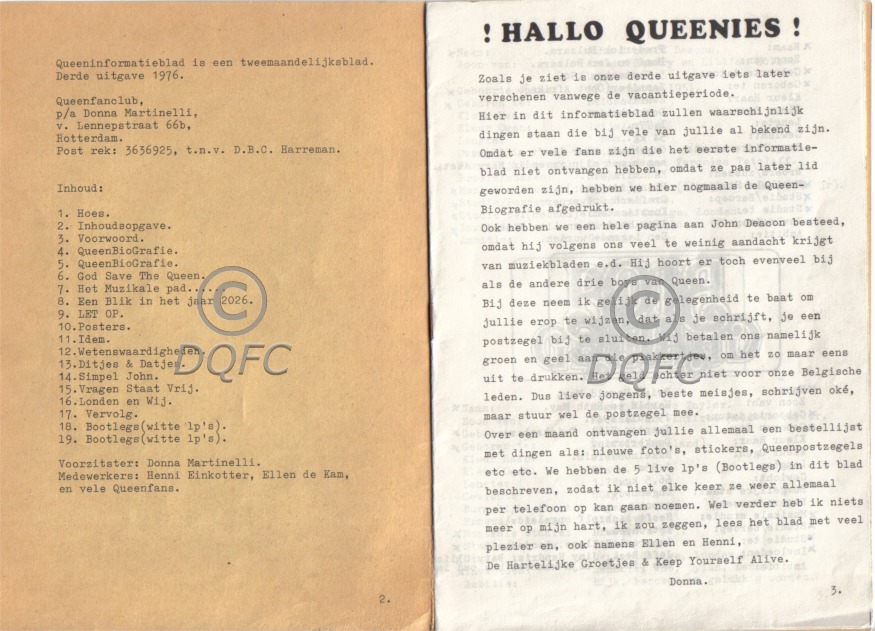 Queeninformatieblad is een tweemaandelijksblad.
Derde uitgave 1976.
Queenfanclub,
p/a Donna Martinelli,
v. Lennepstraat 66b,
Rotterdam.
Post rek: 3636925, t.n.v. D.B.C. Harreman.
Inhoud:
1. Hoes.
2. Inhoudsopgave.
3. Voorwoord.
4. QueenBioGrafie.
5. QueenBioGrafie.
6. God Save The Queen.
7. Het Muzikale pad......
8. Een Blik in het jaar 2026.
9. LET OP.
10.Posters.
11.Idem.
12.Wetenswaardigheden.
13.Ditjes & Datjes.
14.Simpel John.
15.Vragen Staat Vrij.
16.Londen en Wij.
17. Vervolg.
18. Bootlegs(witte lp's).
19. Bootlegs(witte lp's).
Voorzitster: Donna Martinelli.
Medewerkers: Henni Einkotter, Ellen de Kam,
en vele Queenfans.
2.
© DQFC
! HALLO QUEENIES !
Zoals je ziet is onze derde uitgave iets later
verschenen vanwege de vacantieperiode.
Hier in dit informatieblad zullen waarschijnlijk
dingen staan die bij vele van jullie al bekend zijn.
Omdat er vele fans zijn die het eerste informatie-
blad niet ontvangen hebben, omdat ze pas later lid
geworden zijn, hebben we hier nogmaals de Queen-
Biografie afgedrukt.
Ook hebben we een hele pagina aan John Deacon besteed,
omdat hij volgens ons veel te weinig aandacht krijgt
van muziekbladen e.d. Hij hoort er toch evenveel bij
als de andere drie boys van Queen.
Bij deze neem ik gelijk de gelegenheid te baat om
jullie erop te wijzen, dat als je schrijft, je een
postzegel bij te sluiten. Wij betalen ons namelijk
groen en geel aan die plakkertjes, om het zo maar eens
uit te drukken. Het geld echter niet voor onze Belgische
leden. Dus lieve jongens, beste meisjes, schrijven oké,
maar stuur wel de postzegel mee.
Over een maand ontvangen jullie allemaal een bestellijst
met dingen als: nieuwe foto's, stickers, Queenpostzegels
etc etc. We hebben de 5 live lp's (Bootlegs) in dit blad
beschreven, zodat ik niet elke keer ze weer allemaal
per telefoon op kan gaan noemen. Wel verder heb ik niets
meer op mijn hart, ik zou zeggen, lees het blad met veel
plezier en, ook namens Ellen en Henni,
De Hartelijke Groetjes & Keep Yourself Alive.
Donna.
3.
© DQFC